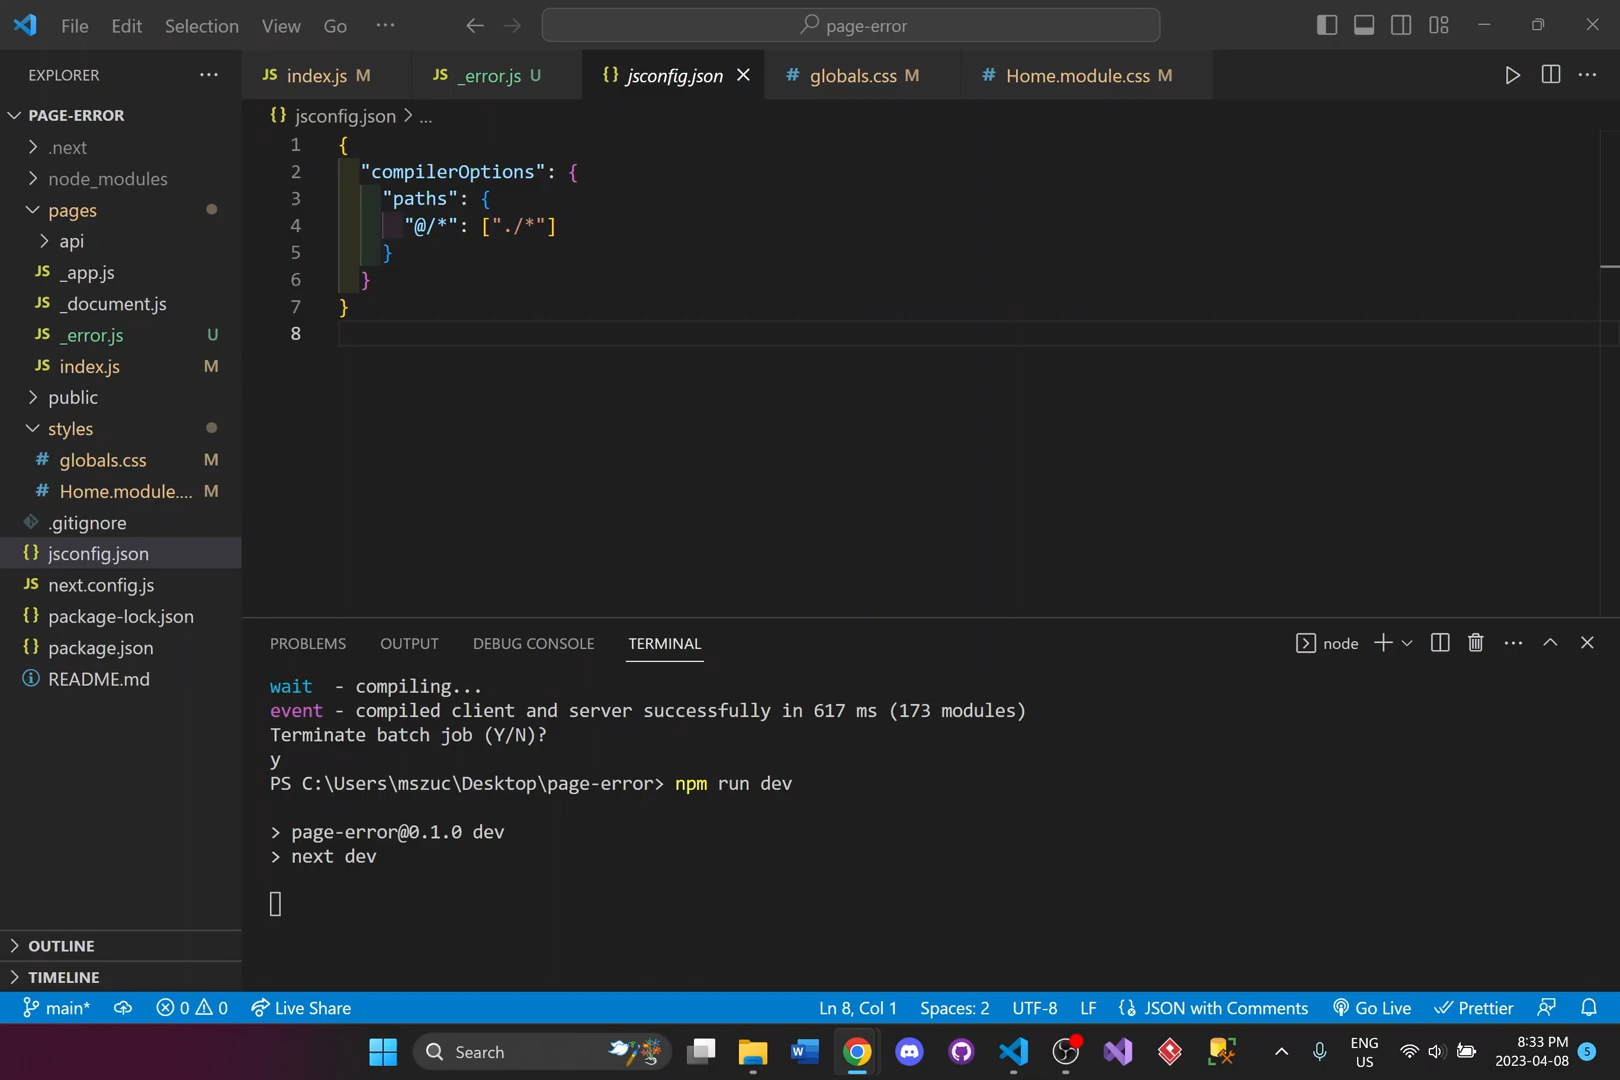 File Edit Selection View Go ··· page-error
EXPLORER ···
PAGE-ERROR
.next
node_modules
pages
api
JS _app.js
JS _document.js
JS _error.js U
JS index.js M
public
styles
# globals.css M
# Home.module.... M
.gitignore
{} jsconfig.json
JS next.config.js
{} package-lock.json
{} package.json
README.md
OUTLINE
TIMELINE
JS index.js M JS _error.js U {} jsconfig.json # globals.css M # Home.module.css M
{} jsconfig.json > ...
1 {
2 "compilerOptions": {
3 "paths": {
4 "@/*": ["./*"]
5 }
6 }
7 }
8
PROBLEMS OUTPUT DEBUG CONSOLE TERMINAL node
wait - compiling...
event - compiled client and server successfully in 617 ms (173 modules)
Terminate batch job (Y/N)?
y
PS C:\Users\mszuc\Desktop\page-error> npm run dev
> page-error@0.1.0 dev
> next dev
main* 0 0 Live Share Ln 8, Col 1 Spaces: 2 UTF-8 LF {} JSON with Comments Go Live Prettier
Search W ENG US 8:33 PM 2023-04-08 5